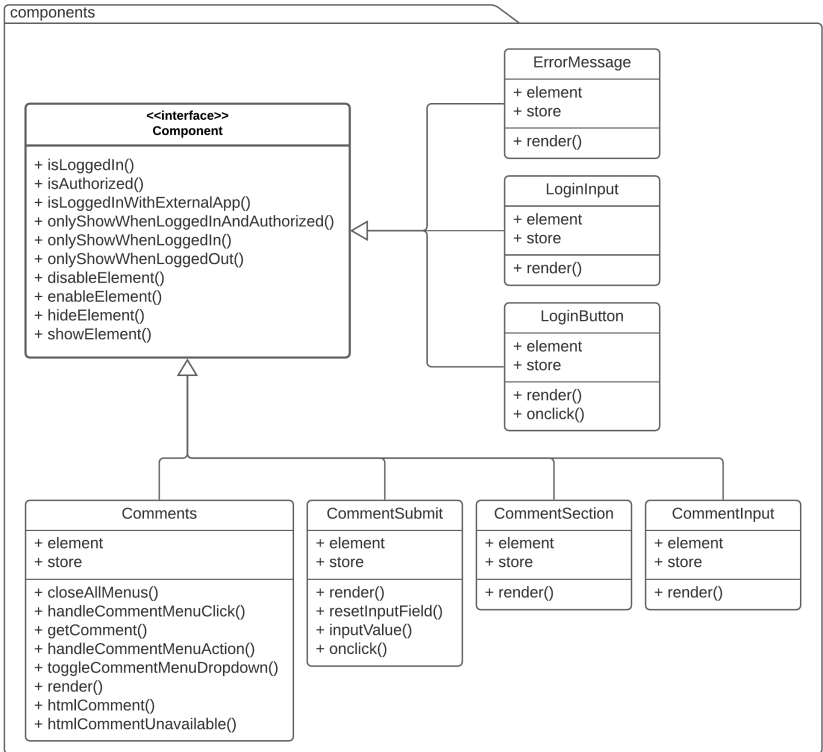 components
<<interface>>
Component
+ isLoggedIn()
+ isAuthorized()
+ isLoggedInWithExternalApp()
+ onlyShowWhenLoggedInAndAuthorized()
+ onlyShowWhenLoggedIn()
+ onlyShowWhenLoggedOut()
+ disableElement()
+ enableElement()
+ hideElement()
+ showElement()
ErrorMessage
+ element
+ store
+ render()
LoginInput
+ element
+ store
+ render()
LoginButton
+ element
+ store
+ render()
+ onclick()
Comments
+ element
+ store
+ closeAllMenus()
+ handleCommentMenuClick()
+ getComment()
+ handleCommentMenuAction()
+ toggleCommentMenuDropdown()
+ render()
+ htmlComment()
+ htmlCommentUnavailable()
CommentSubmit
+ element
+ store
+ render()
+ resetInputField()
+ inputValue()
+ onclick()
CommentSection
+ element
+ store
+ render()
CommentInput
+ element
+ store
+ render()